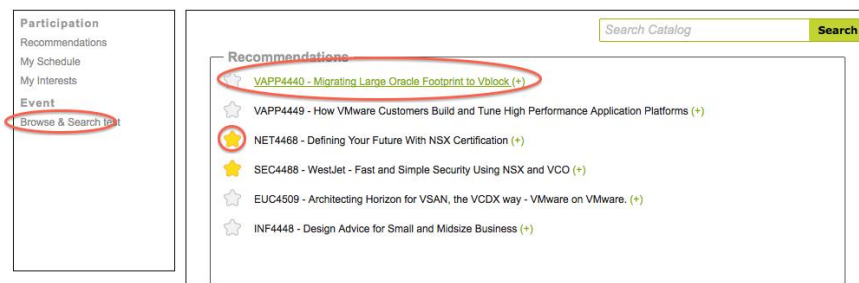 Participation
Recommendations
My Schedule
My Interests
Event
Browse & Search test
Search Catalog
Search
Recommendations
VAPP4440 - Migrating Large Oracle Footprint to Vblock (+)
VAPP4449 - How VMware Customers Build and Tune High Performance Application Platforms (+)
NET4468 - Defining Your Future With NSX Certification (+)
SEC4488 - WestJet - Fast and Simple Security Using NSX and VCO (+)
EUC4509 - Architecting Horizon for VSAN, the VCDX way - VMware on VMware. (+)
INF4448 - Design Advice for Small and Midsize Business (+)